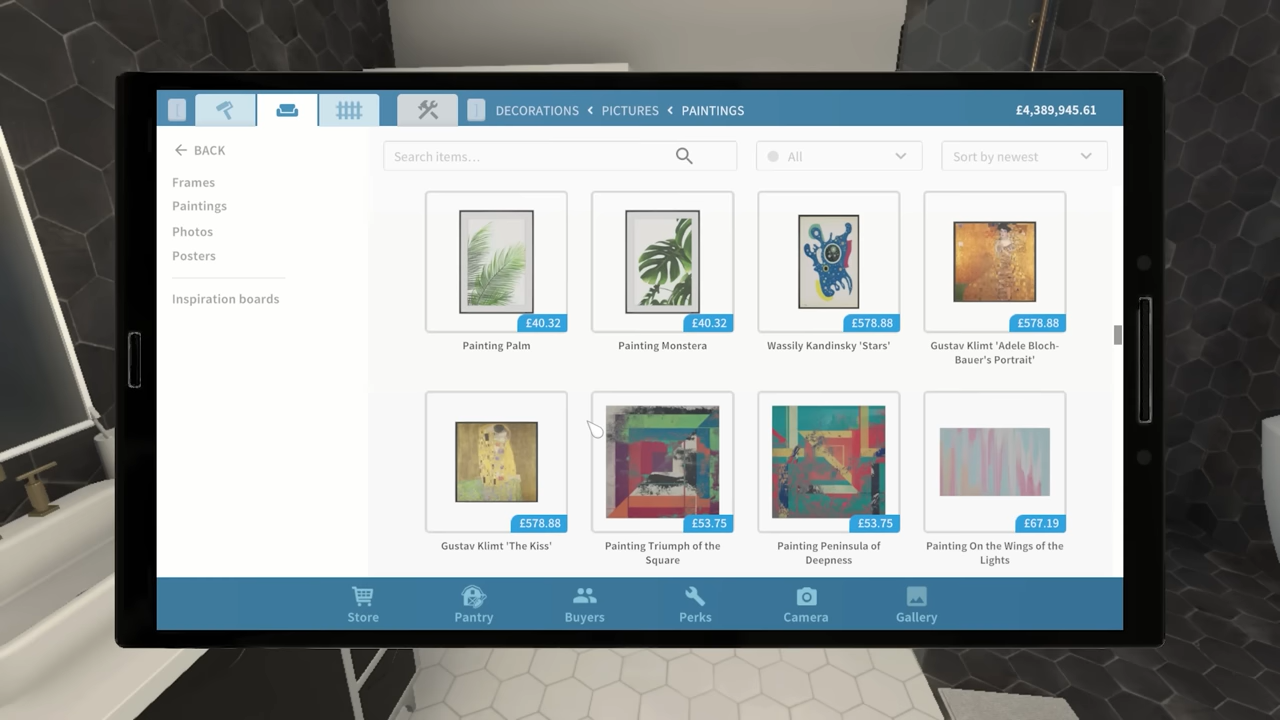 DECORATIONS < PICTURES < PAINTINGS
£4,389,945.61
BACK
Search items...
All
Sort by newest
Frames
Paintings
Photos
Posters
Inspiration boards
£40.32
£40.32
£578.88
£578.88
Painting Palm
Painting Monstera
Wassily Kandinsky 'Stars'
Gustav Klimt 'Adele Bloch-
Bauer's Portrait'
£578.88
£53.75
£53.75
£67.19
Gustav Klimt 'The Kiss'
Painting Triumph of the
Square
Painting Peninsula of
Deepness
Painting On the Wings of the
Lights
Store
Pantry
Buyers
Perks
Camera
Gallery